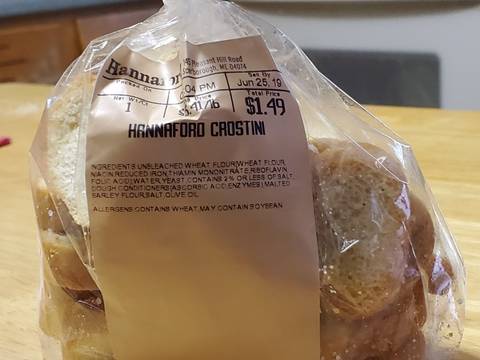 Hannaford
145 Pleasant Hill Road
Scarborough, ME 04074
Packed On
Sell By
04 PM
Jun 25, 19
Net Wt/Ct
Total Price
1
$1.49
HANNAFORD CROSTINI
INGREDIENTS: UNBLEACHED WHEAT FLOUR(WHEAT FLOUR,
NIACIN, REDUCED IRON, THIAMIN MONONITRATE, RIBOFLAVIN,
FOLIC ACID), WATER, YEAST, CONTAINS 2% OR LESS OF:SALT,
DOUGH CONDITIONERS(ASCORBIC ACID, ENZYMES), MALTED
BARLEY FLOUR, SALT, OLIVE OIL
ALLERGENS: CONTAINS WHEAT, MAY CONTAIN SOYBEAN